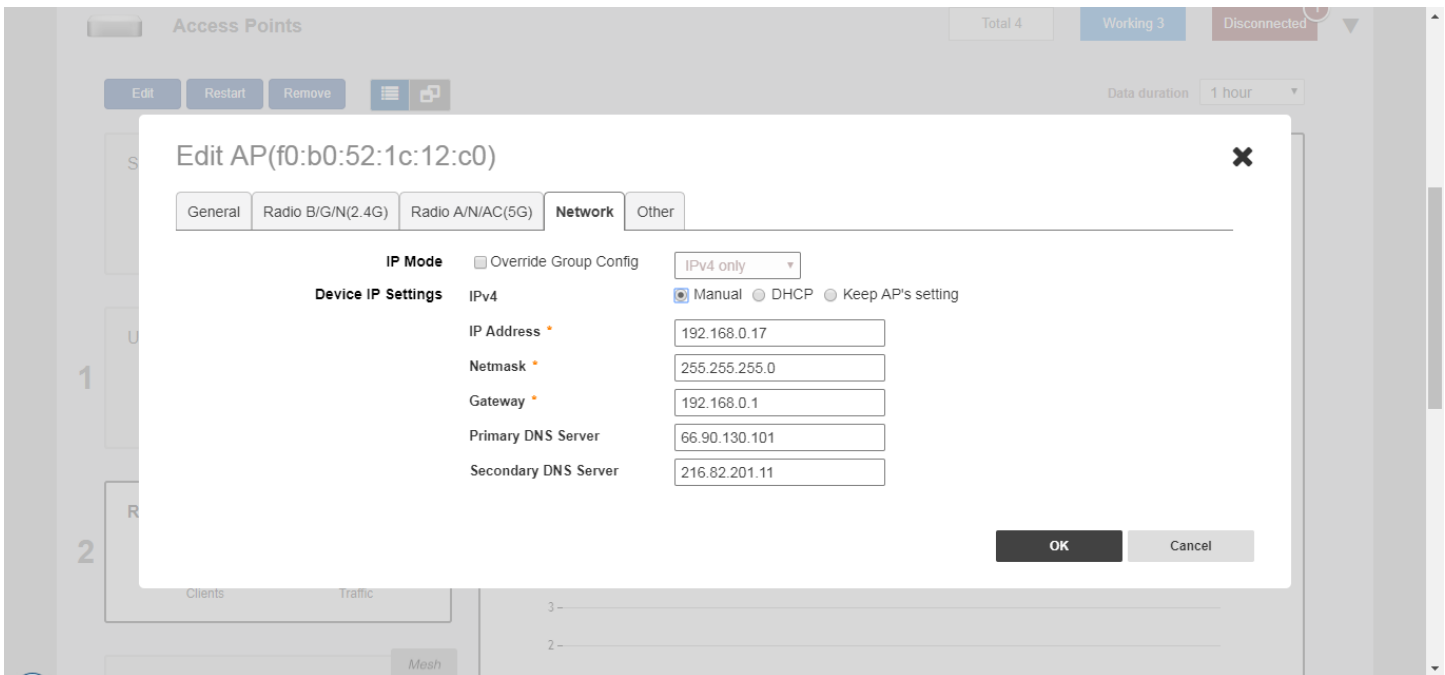 Access Points
Total 4
Working 3
Disconnected
Edit
Restart
Remove
Data duration
1 hour
Edit AP(f0:b0:52:1c:12:c0)
General
Radio B/G/N(2.4G)
Radio A/N/AC(5G)
Network
Other
IP Mode
Override Group Config
IPv4 only
Device IP Settings
IPv4
Manual
DHCP
Keep AP's setting
IP Address *
192.168.0.17
Netmask *
255.255.255.0
Gateway *
192.168.0.1
Primary DNS Server
66.90.130.101
Secondary DNS Server
216.82.201.11
OK
Cancel
1
2
Clients
Traffic
3
2
Mesh